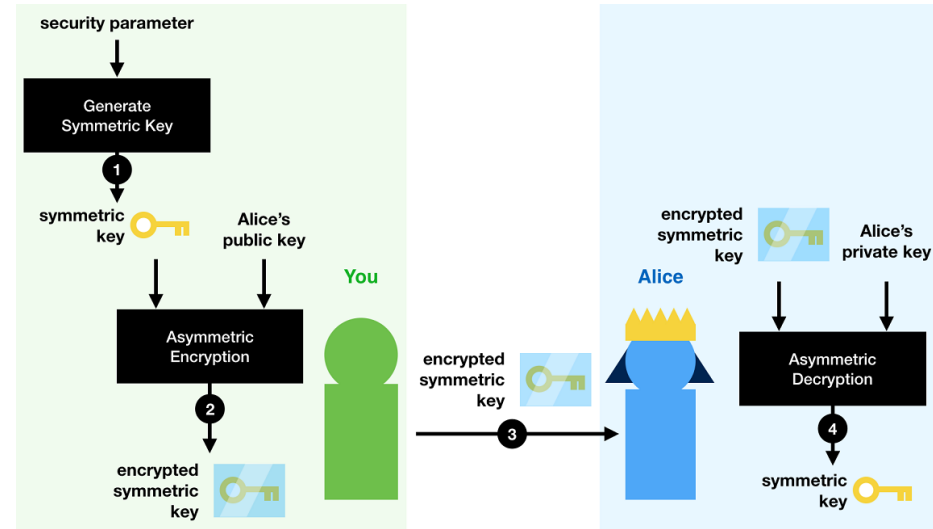 security parameter
Generate
Symmetric Key
1
symmetric
key
Alice's
public key
Asymmetric
Encryption
2
encrypted
symmetric
key
You
encrypted
symmetric
key
3
Alice
encrypted
symmetric
key
Alice's
private key
Asymmetric
Decryption
4
symmetric
key